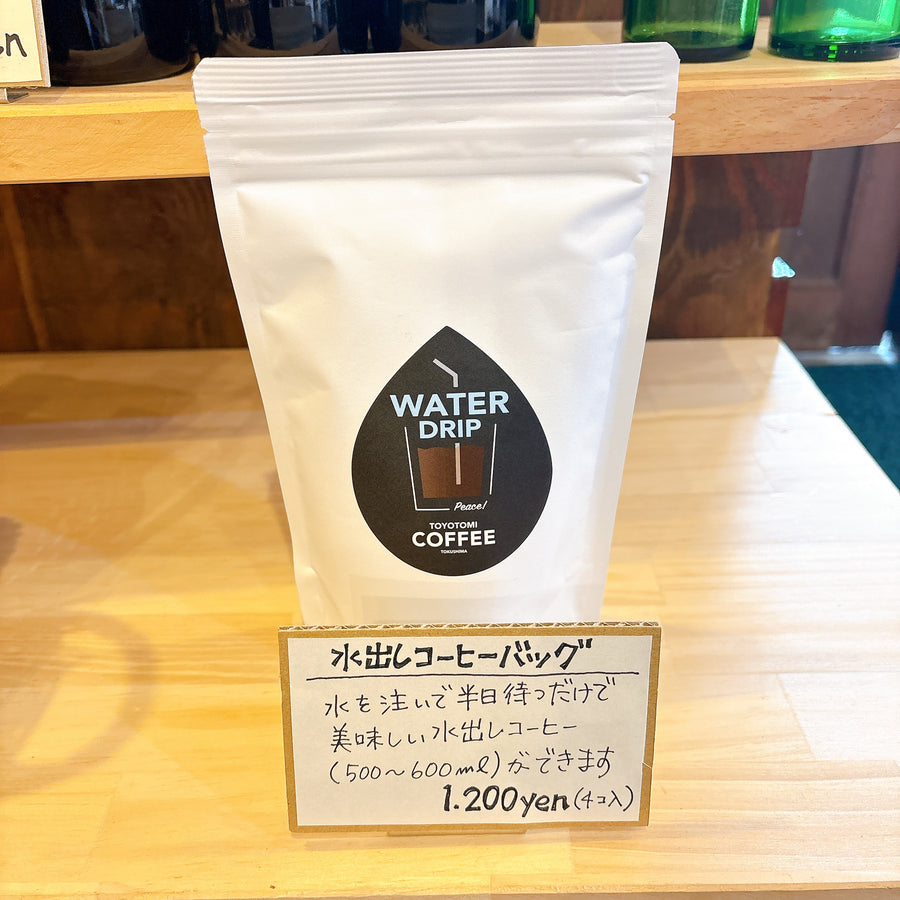 WATER
DRIP
Peace!
TOYOTOMI
COFFEE
TOKUSHIMA
水出しコーヒーバッグ
水を注いで半日待つだけで
美味しい水出しコーヒー
(500〜600ml)ができます
1.200yen(4コ入)